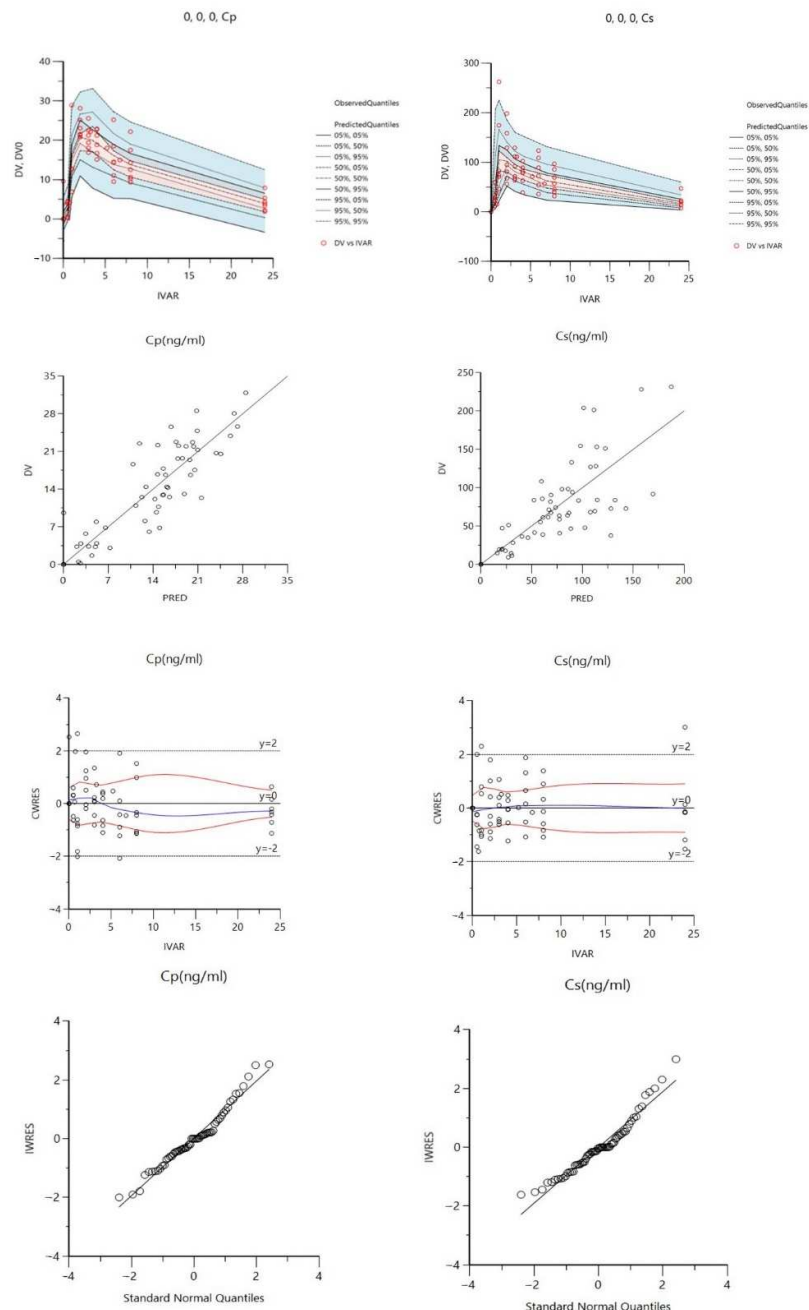 0, 0, 0, Cp
40
30
20
10
0
−10
DV, DV0
0 5 10 15 20 25
IVAR
ObservedQuantiles
PredictedQuantiles
05%, 05%
05%, 50%
05%, 95%
50%, 05%
50%, 50%
50%, 95%
95%, 05%
95%, 50%
95%, 95%
DV vs IVAR
0, 0, 0, Cs
300
200
100
0
−100
DV, DV0
0 5 10 15 20 25
IVAR
ObservedQuantiles
PredictedQuantiles
05%, 05%
05%, 50%
05%, 95%
50%, 05%
50%, 50%
50%, 95%
95%, 05%
95%, 50%
95%, 95%
DV vs IVAR
Cp(ng/ml)
35
28
21
14
7
0
DV
0 7 14 21 28 35
PRED
Cs(ng/ml)
250
200
150
100
50
0
DV
0 50 100 150 200
PRED
Cp(ng/ml)
4
2
0
−2
−4
CWRES
y=2
y=0
y=-2
0 5 10 15 20 25
IVAR
Cs(ng/ml)
4
2
0
−2
−4
CWRES
y=2
y=0
y=-2
0 5 10 15 20 25
IVAR
Cp(ng/ml)
4
2
0
−2
−4
IWRES
−4 −2 0 2 4
Standard Normal Quantiles
Cs(ng/ml)
4
2
0
−2
−4
IWRES
−4 −2 0 2 4
Standard Normal Quantiles